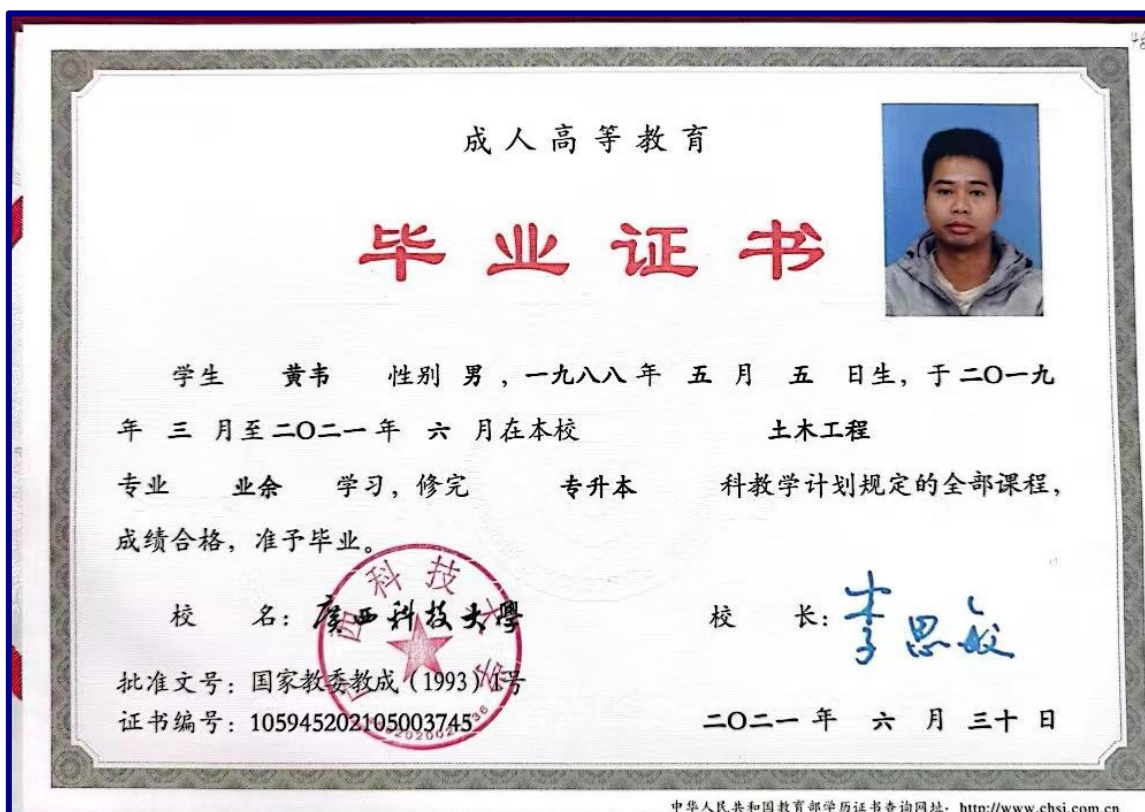 成人高等教育
毕业证书
学生 黄韦 性别 男，一九八八年 五 月 五 日生，于二〇一九
年 三 月至二〇二一年 六 月在本校 土木工程
专业 业余 学习，修完 专升本 科教学计划规定的全部课程，
成绩合格，准予毕业。
校 名：广西科技大學 校 长：李思敏
批准文号：国家教委教成（1993）1号
证书编号：105945202105003745 二〇二一年 六 月 三十 日
中华人民共和国教育部学历证书查询网址：http://www.chsi.com.cn